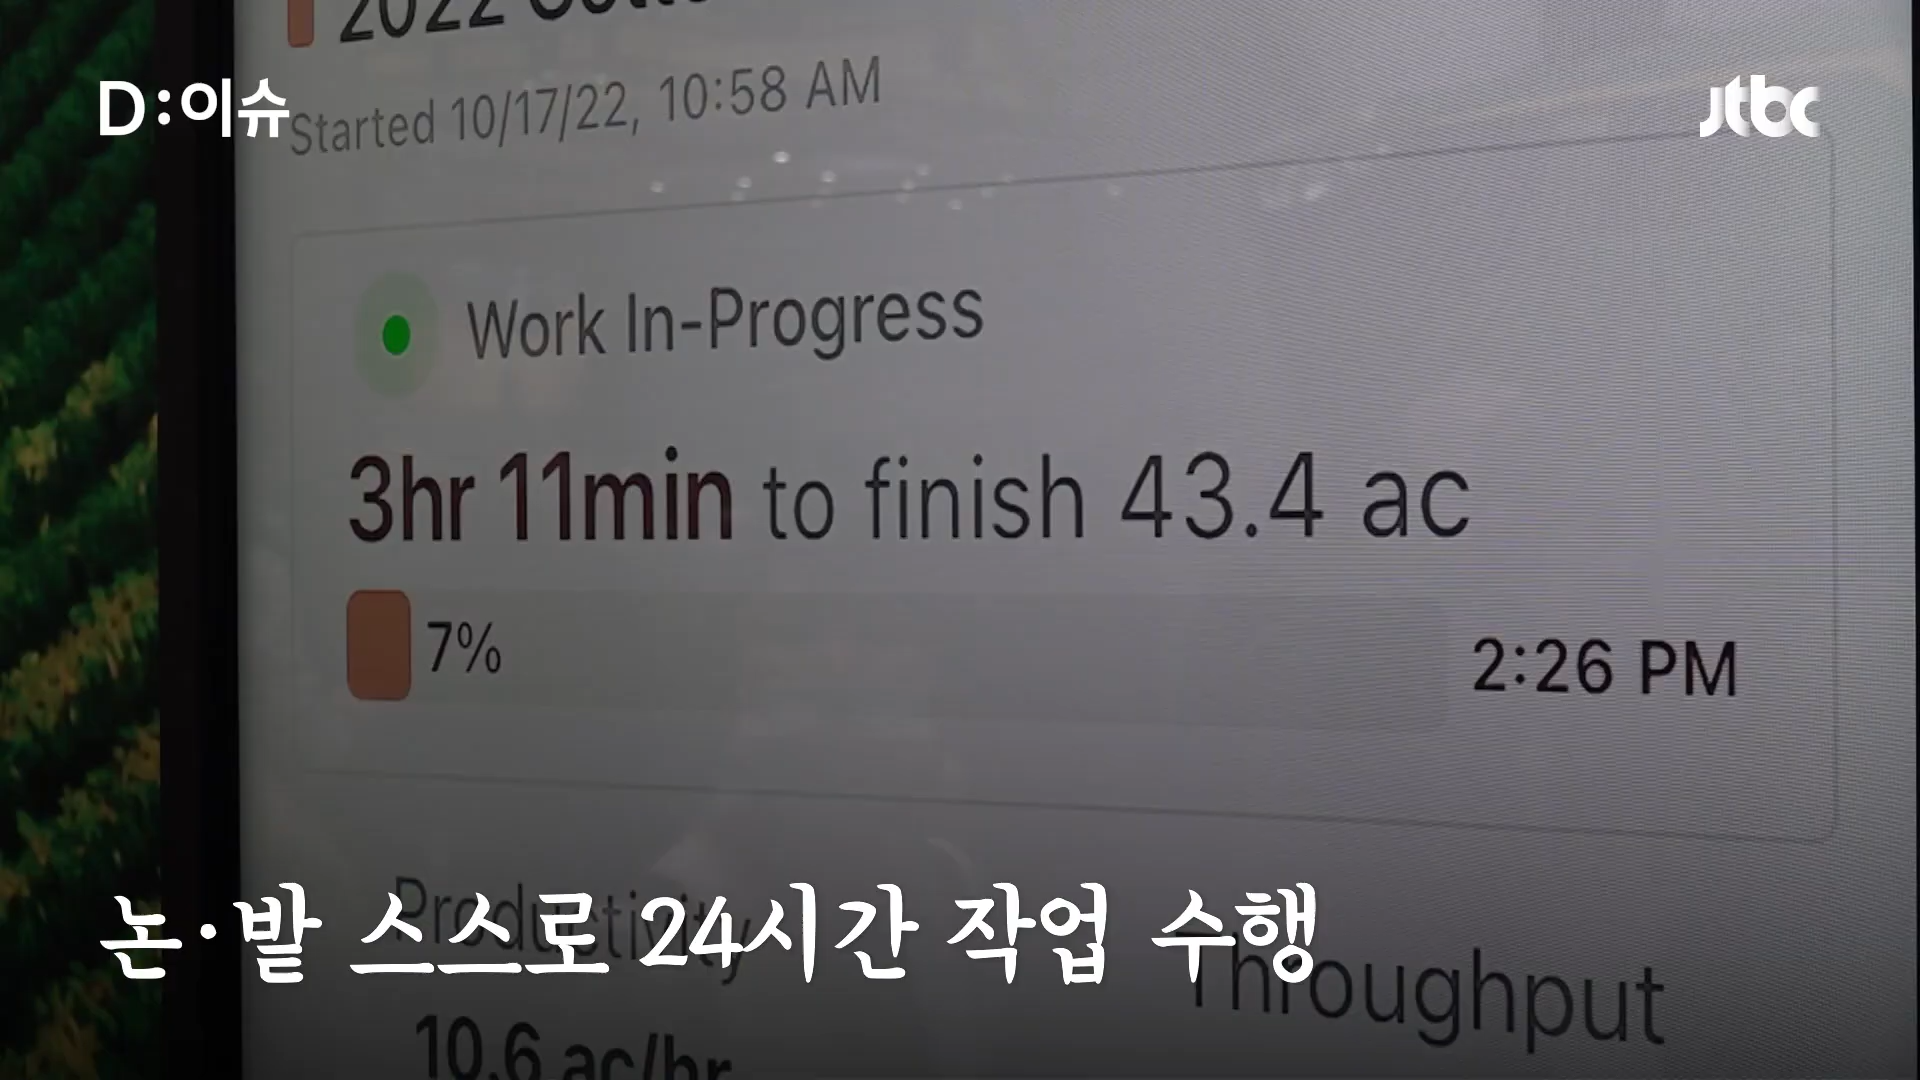 2022
D:이슈
jtbc
Started 10/17/22, 10:58 AM
Work In-Progress
3hr 11min to finish 43.4 ac
7%
2:26 PM
Productivity
논·밭 스스로 24시간 작업 수행
Throughput
10.6 ac/hr